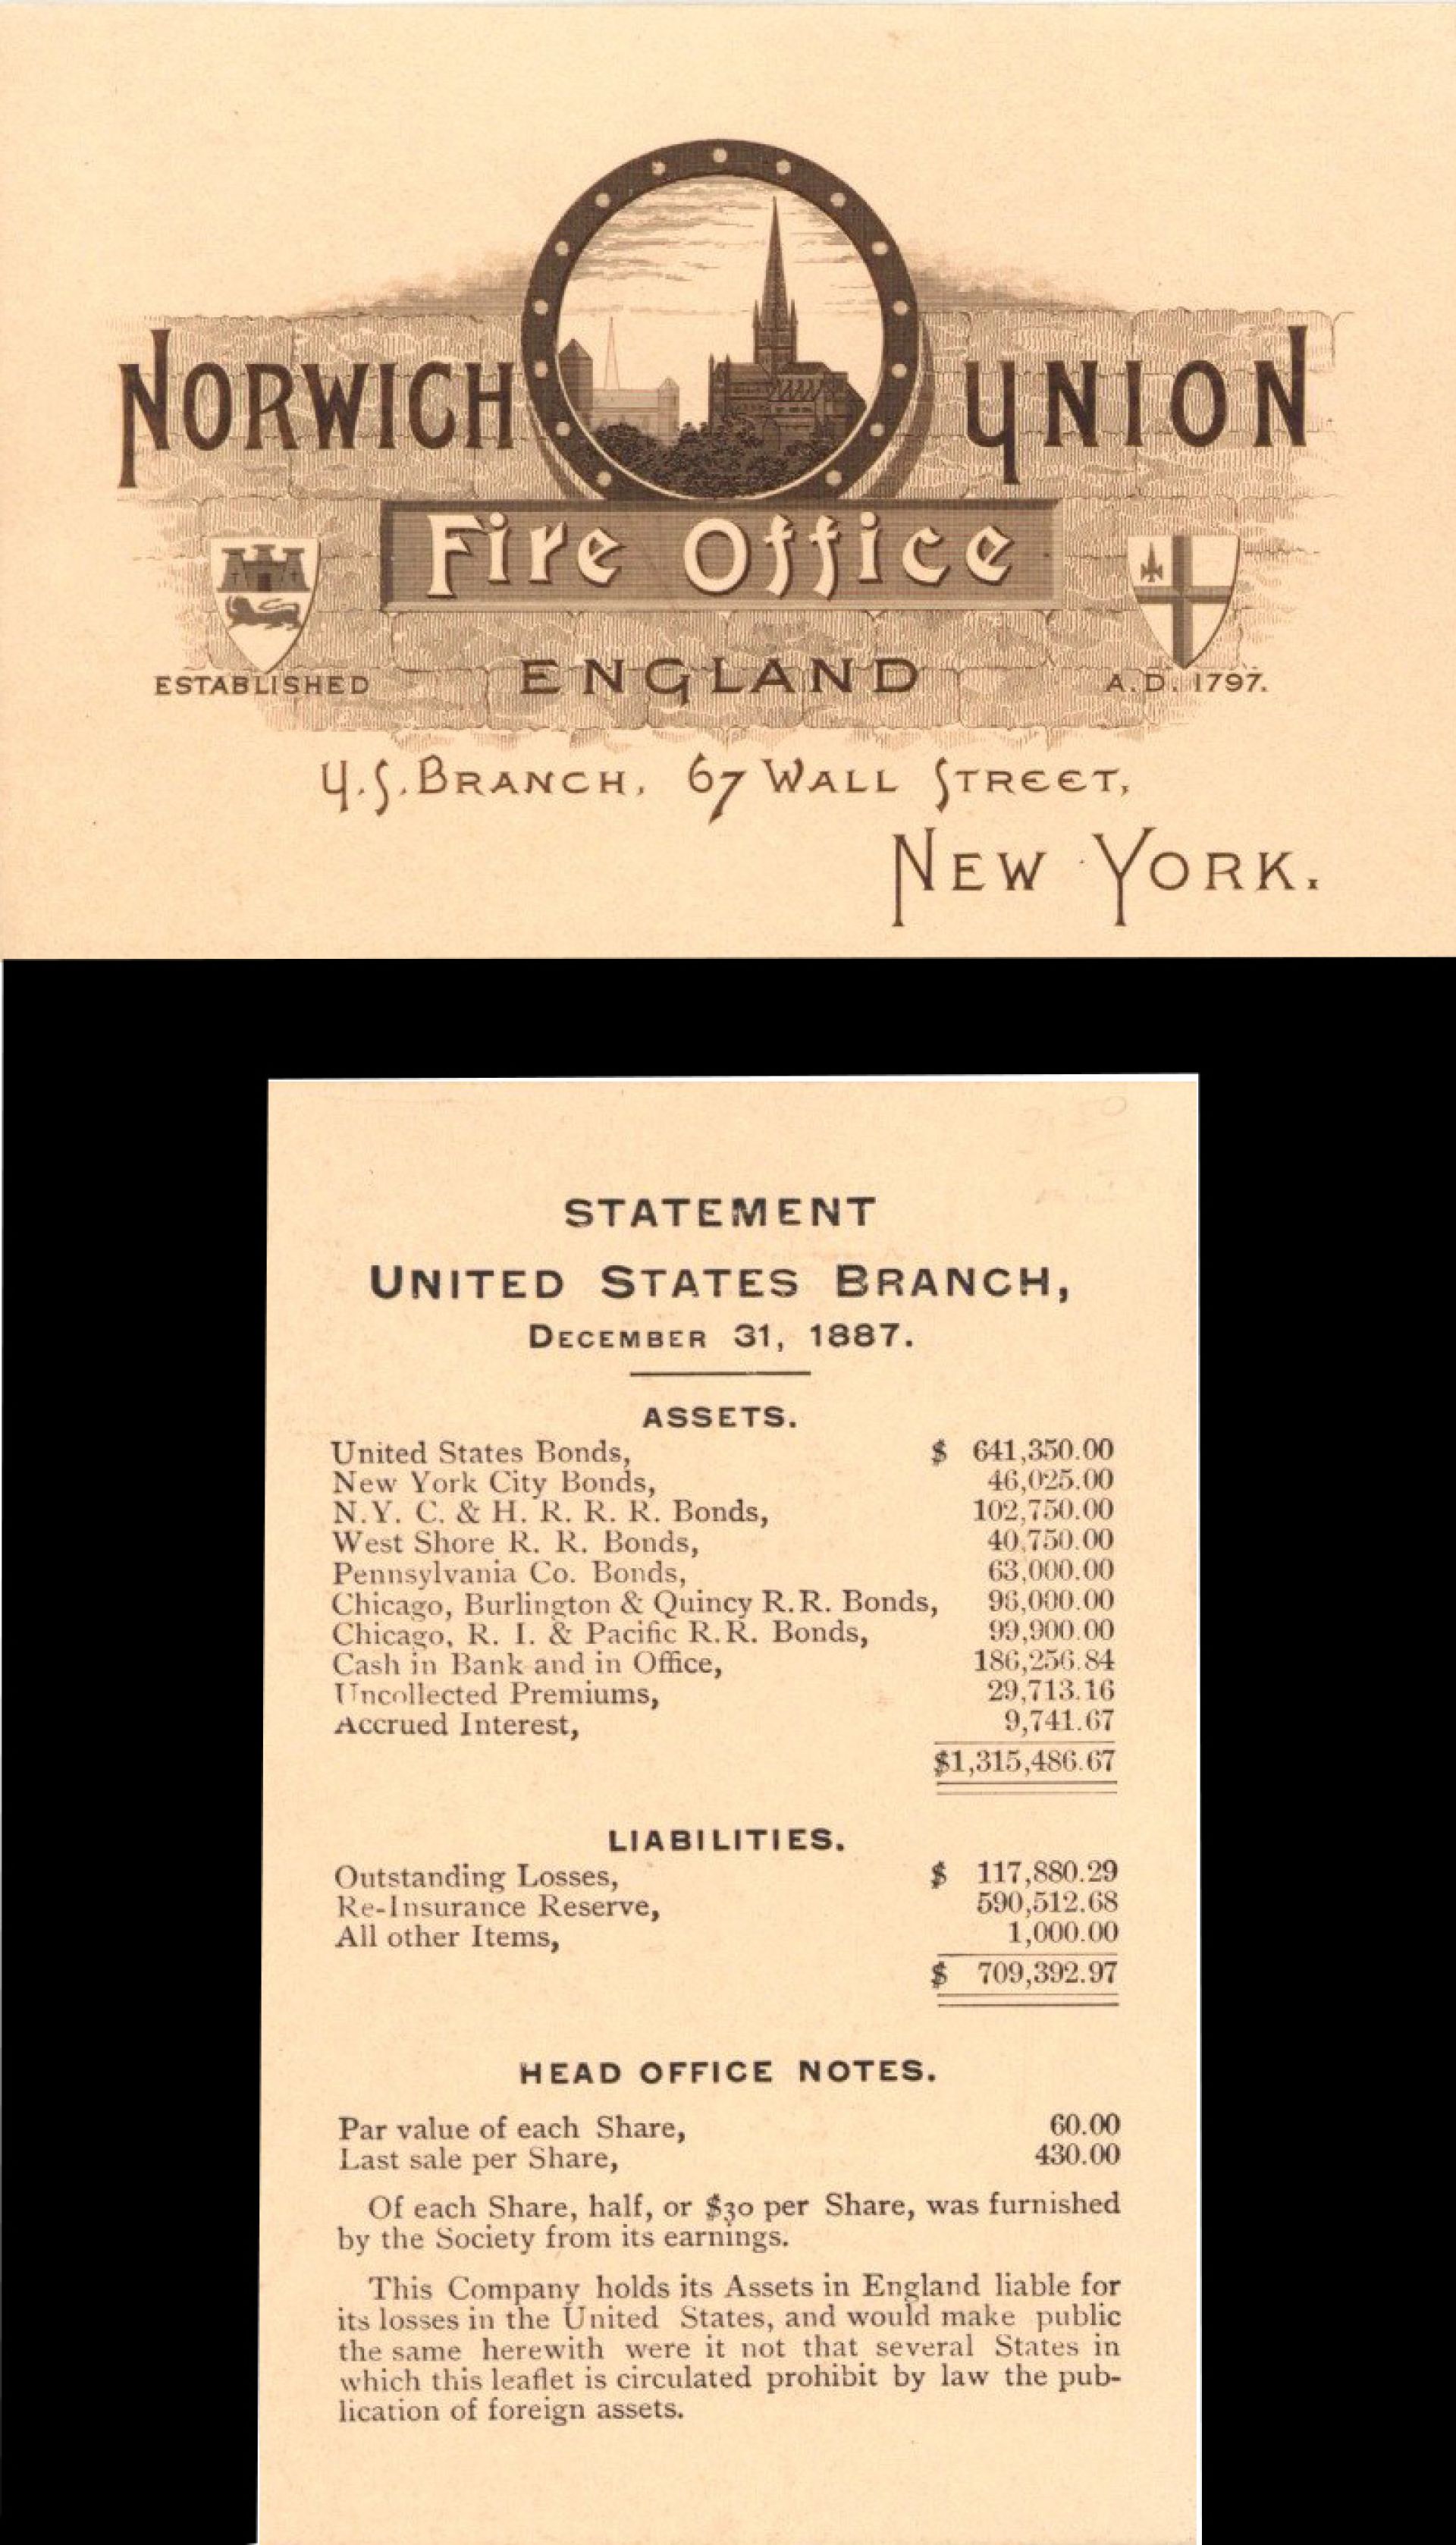 NORWICH UNION
Fire Office
ESTABLISHED ENGLAND A.D. 1797.
U.S. BRANCH, 67 WALL STREET,
NEW YORK.
STATEMENT
UNITED STATES BRANCH,
DECEMBER 31, 1887.
ASSETS.
United States Bonds, $ 641,350.00
New York City Bonds, 46,025.00
N.Y. C. & H. R. R. R. Bonds, 102,750.00
West Shore R. R. Bonds, 40,750.00
Pennsylvania Co. Bonds, 63,000.00
Chicago, Burlington & Quincy R.R. Bonds, 96,000.00
Chicago, R. I. & Pacific R.R. Bonds, 99,900.00
Cash in Bank and in Office, 186,256.84
Uncollected Premiums, 29,713.16
Accrued Interest, 9,741.67
$1,315,486.67
LIABILITIES.
Outstanding Losses, $ 117,880.29
Re-Insurance Reserve, 590,512.68
All other Items, 1,000.00
$ 709,392.97
HEAD OFFICE NOTES.
Par value of each Share, 60.00
Last sale per Share, 430.00
Of each Share, half, or $30 per Share, was furnished
by the Society from its earnings.
This Company holds its Assets in England liable for
its losses in the United States, and would make public
the same herewith were it not that several States in
which this leaflet is circulated prohibit by law the pub-
lication of foreign assets.